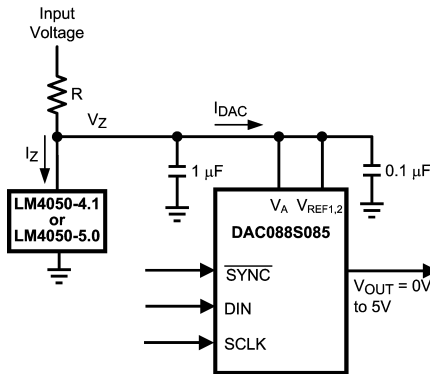 Input
Voltage
R
V_Z
I_DAC
I_Z
1 µF
0.1 µF
LM4050-4.1
or
LM4050-5.0
V_A V_REF1,2
DAC088S085
SYNC
DIN
SCLK
V_OUT = 0V
to 5V